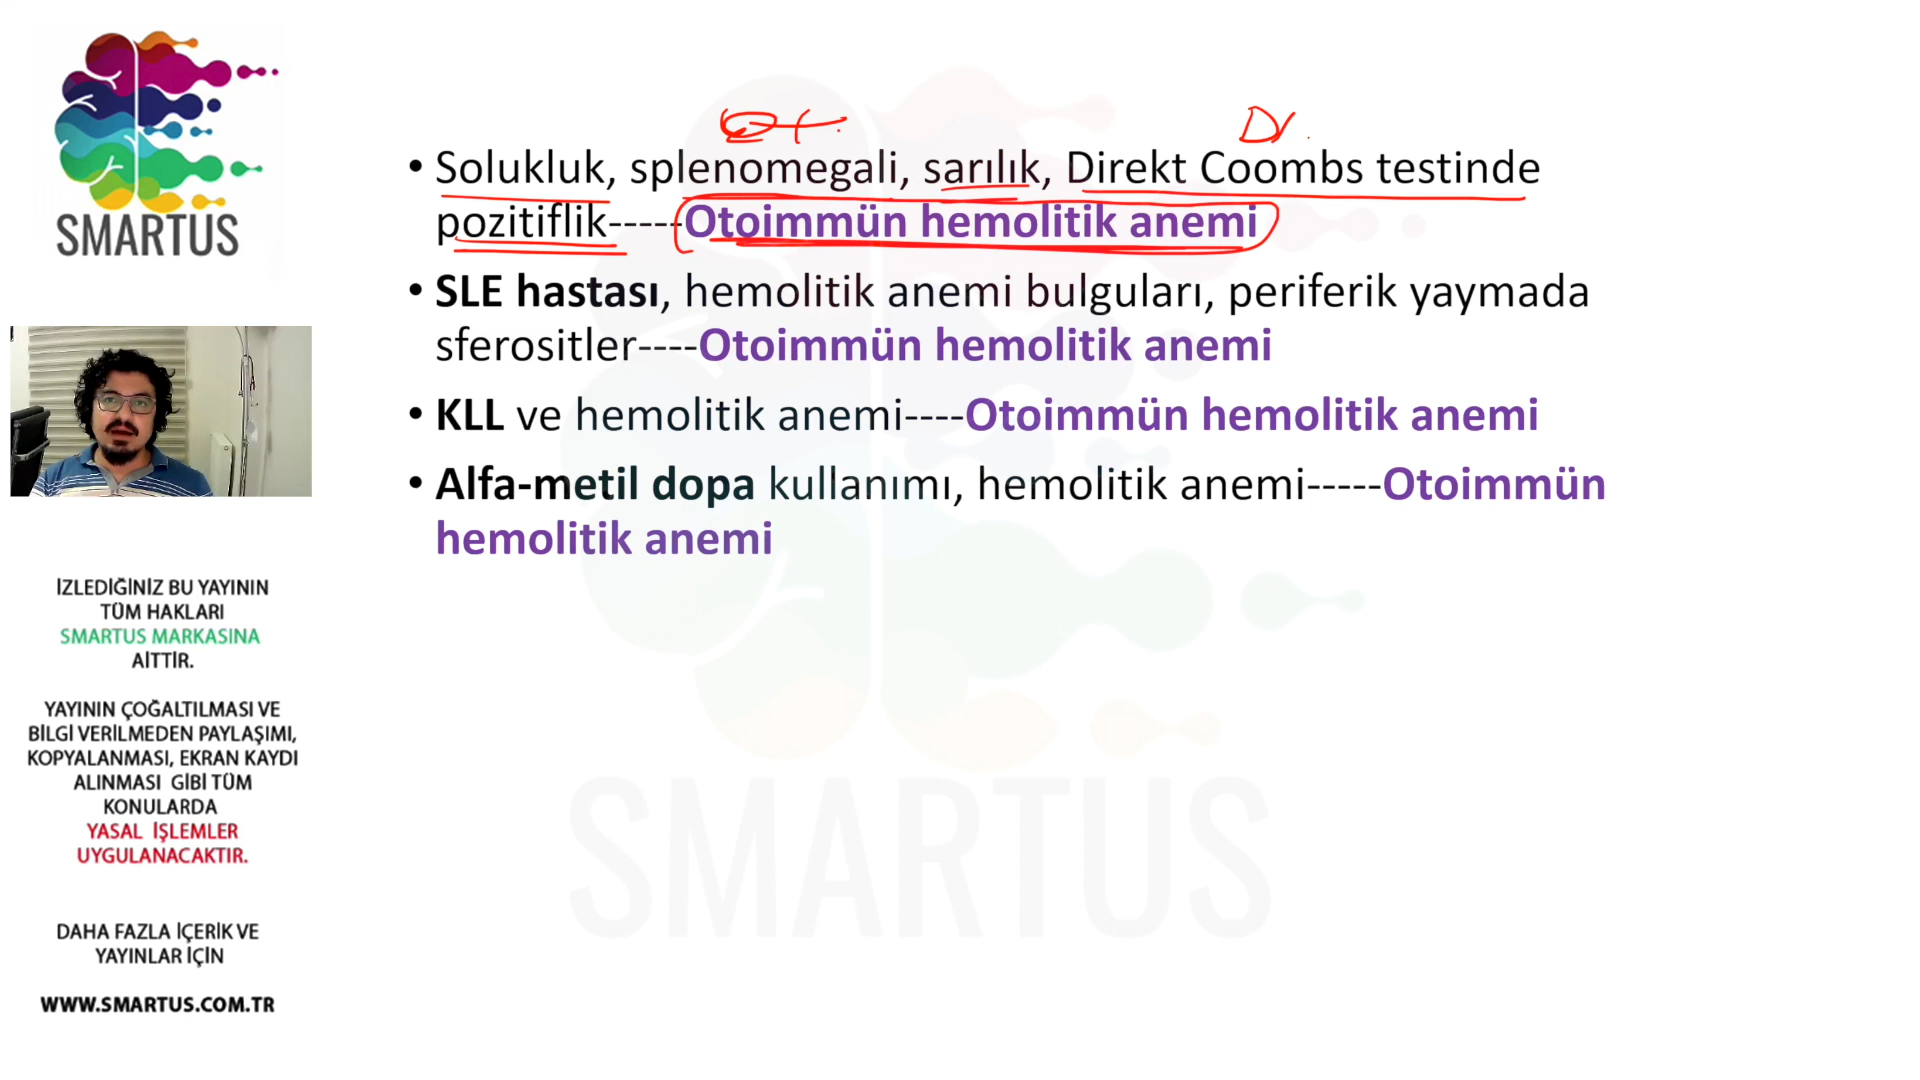 SMARTUS
• Solukluk, splenomegali, sarılık, Direkt Coombs testinde
pozitiflik-----Otoimmün hemolitik anemi
• SLE hastası, hemolitik anemi bulguları, periferik yaymada
sferositler----Otoimmün hemolitik anemi
• KLL ve hemolitik anemi----Otoimmün hemolitik anemi
• Alfa-metil dopa kullanımı, hemolitik anemi-----Otoimmün
hemolitik anemi
İZLEDİĞİNİZ BU YAYININ
TÜM HAKLARI
SMARTUS MARKASINA
AİTTİR.
YAYININ ÇOĞALTILMASI VE
BİLGİ VERİLMEDEN PAYLAŞIMI,
KOPYALANMASI, EKRAN KAYDI
ALINMASI GİBİ TÜM
KONULARDA
YASAL İŞLEMLER
UYGULANACAKTIR.
DAHA FAZLA İÇERİK VE
YAYINLAR İÇİN
WWW.SMARTUS.COM.TR
SMARTUS